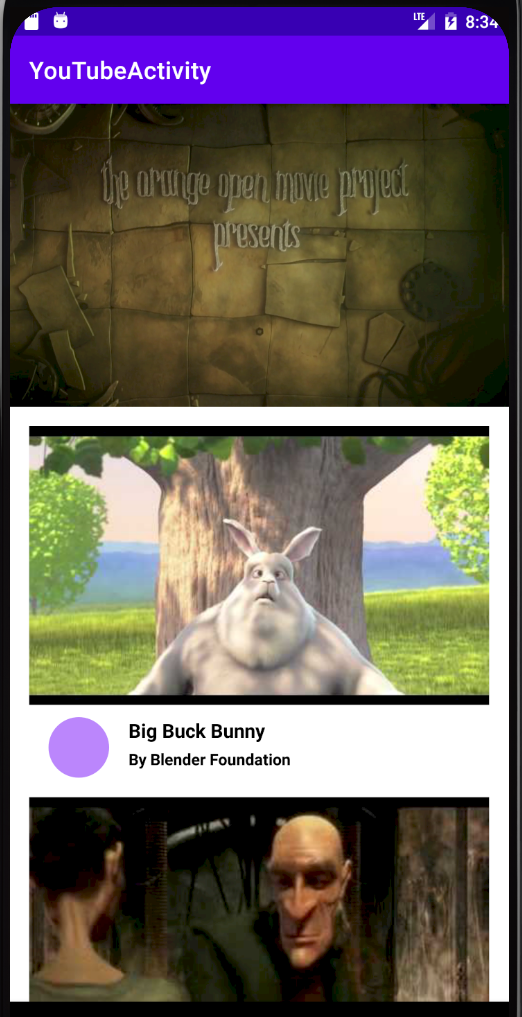 LTE
8:34
YouTubeActivity
the orange open movie project
presents
Big Buck Bunny
By Blender Foundation